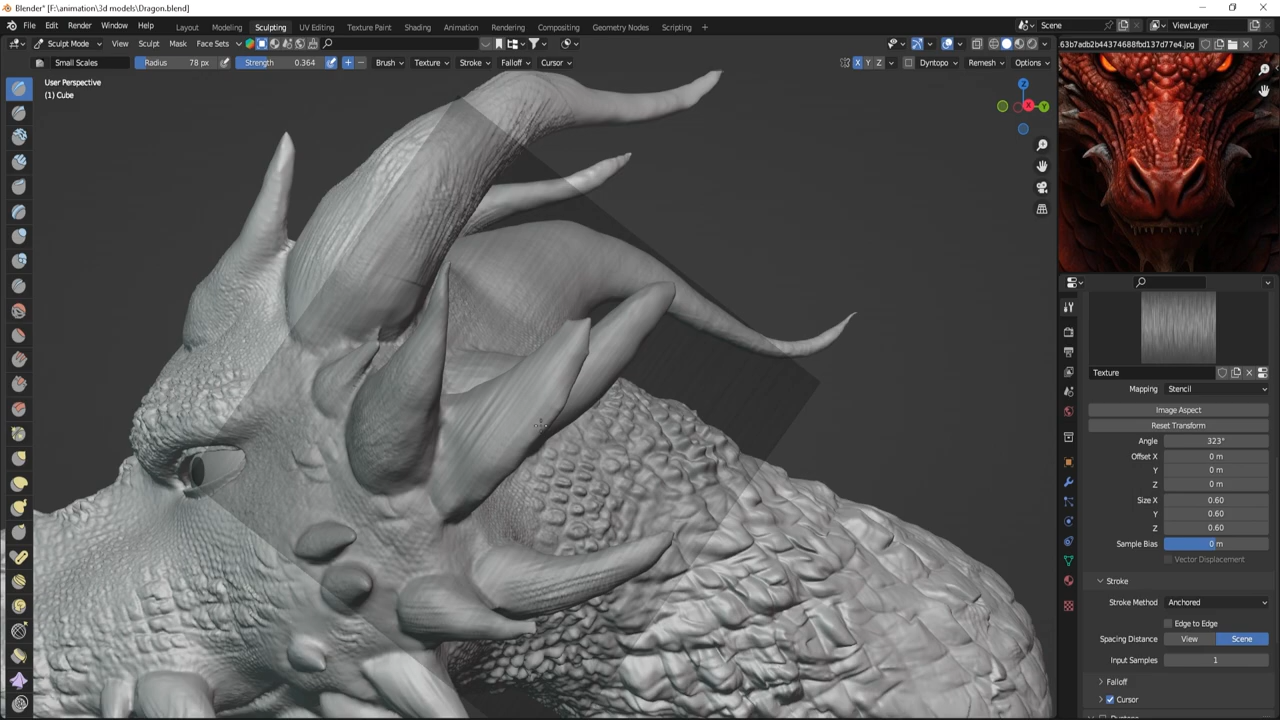 Blender* [F:\animation\3d models\Dragon.blend]
File Edit Render Window Help Layout Modeling Sculpting UV Editing Texture Paint Shading Animation Rendering Compositing Geometry Nodes Scripting + Scene ViewLayer
Sculpt Mode View Sculpt Mask Face Sets 63b7adb2b44374688fbd137d77e4.jpg
Small Scales Radius 78 px Strength 0.364 + − Brush Texture Stroke Falloff Cursor X Y Z Dyntopo Remesh Options
User Perspective
(1) Cube
Z
X
Y
Texture
Mapping Stencil
Image Aspect
Reset Transform
Angle 323°
Offset X 0 m
Y 0 m
Z 0 m
Size X 0.60
Y 0.60
Z 0.60
Sample Bias 0 m
Vector Displacement
Stroke
Stroke Method Anchored
Edge to Edge
Spacing Distance View Scene
Input Samples 1
Falloff
Cursor